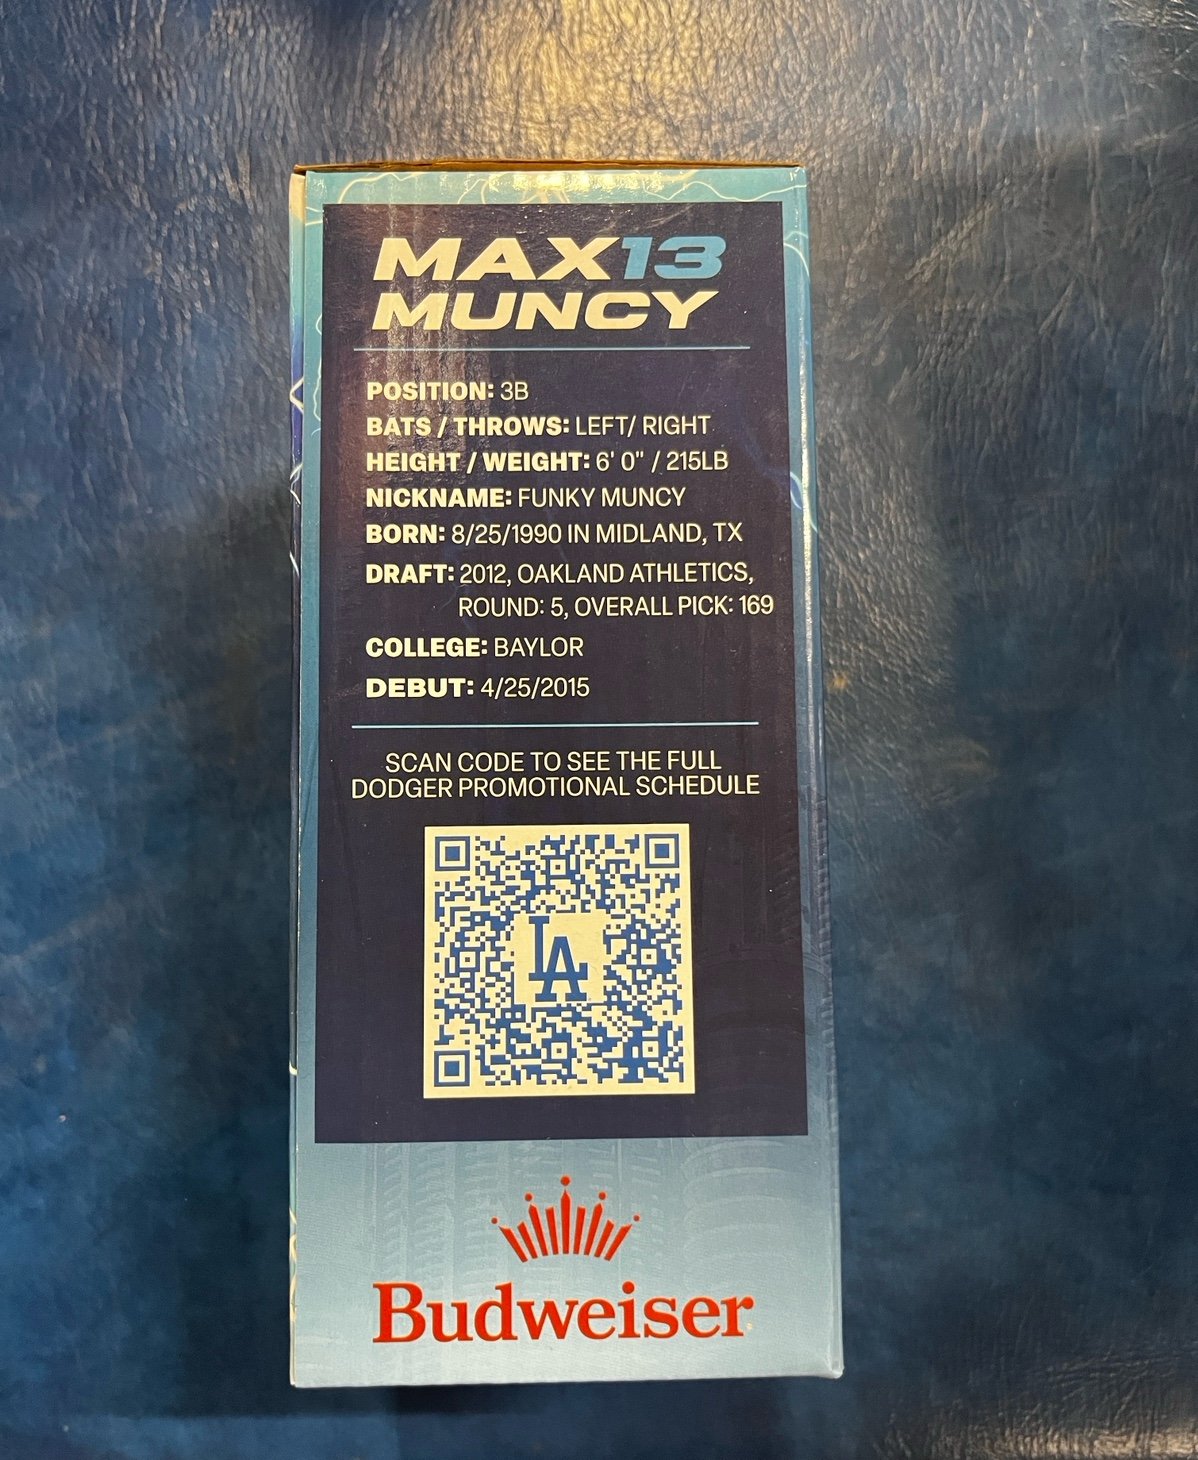 MAX13
MUNCY
POSITION: 3B
BATS / THROWS: LEFT/ RIGHT
HEIGHT / WEIGHT: 6' 0" / 215LB
NICKNAME: FUNKY MUNCY
BORN: 8/25/1990 IN MIDLAND, TX
DRAFT: 2012, OAKLAND ATHLETICS,
ROUND: 5, OVERALL PICK: 169
COLLEGE: BAYLOR
DEBUT: 4/25/2015
SCAN CODE TO SEE THE FULL
DODGER PROMOTIONAL SCHEDULE
LA
Budweiser